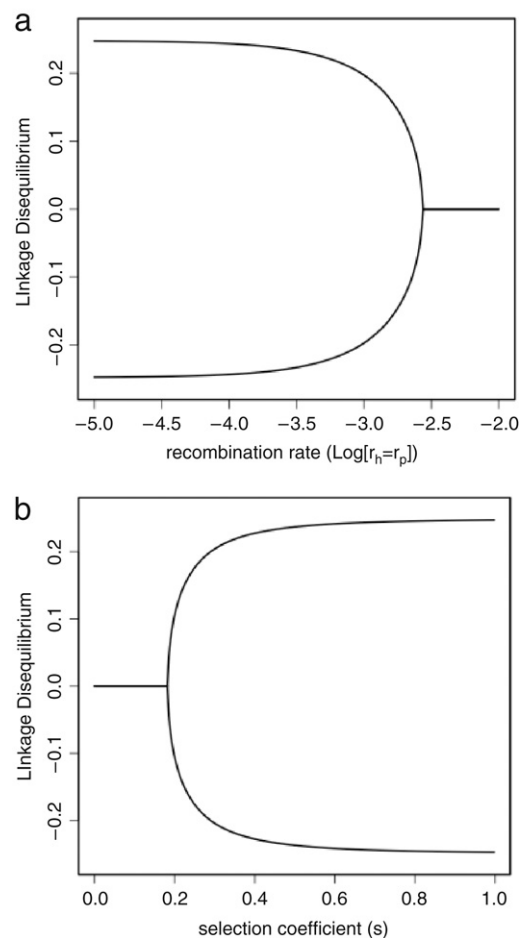 a
LInkage Disequilibrium
0.2
0.1
0.0
−0.1
−0.2
−5.0 −4.5 −4.0 −3.5 −3.0 −2.5 −2.0
recombination rate (Log[rh=rp])
b
LInkage Disequilibrium
0.2
0.1
0.0
−0.1
−0.2
0.0 0.2 0.4 0.6 0.8 1.0
selection coefficient (s)